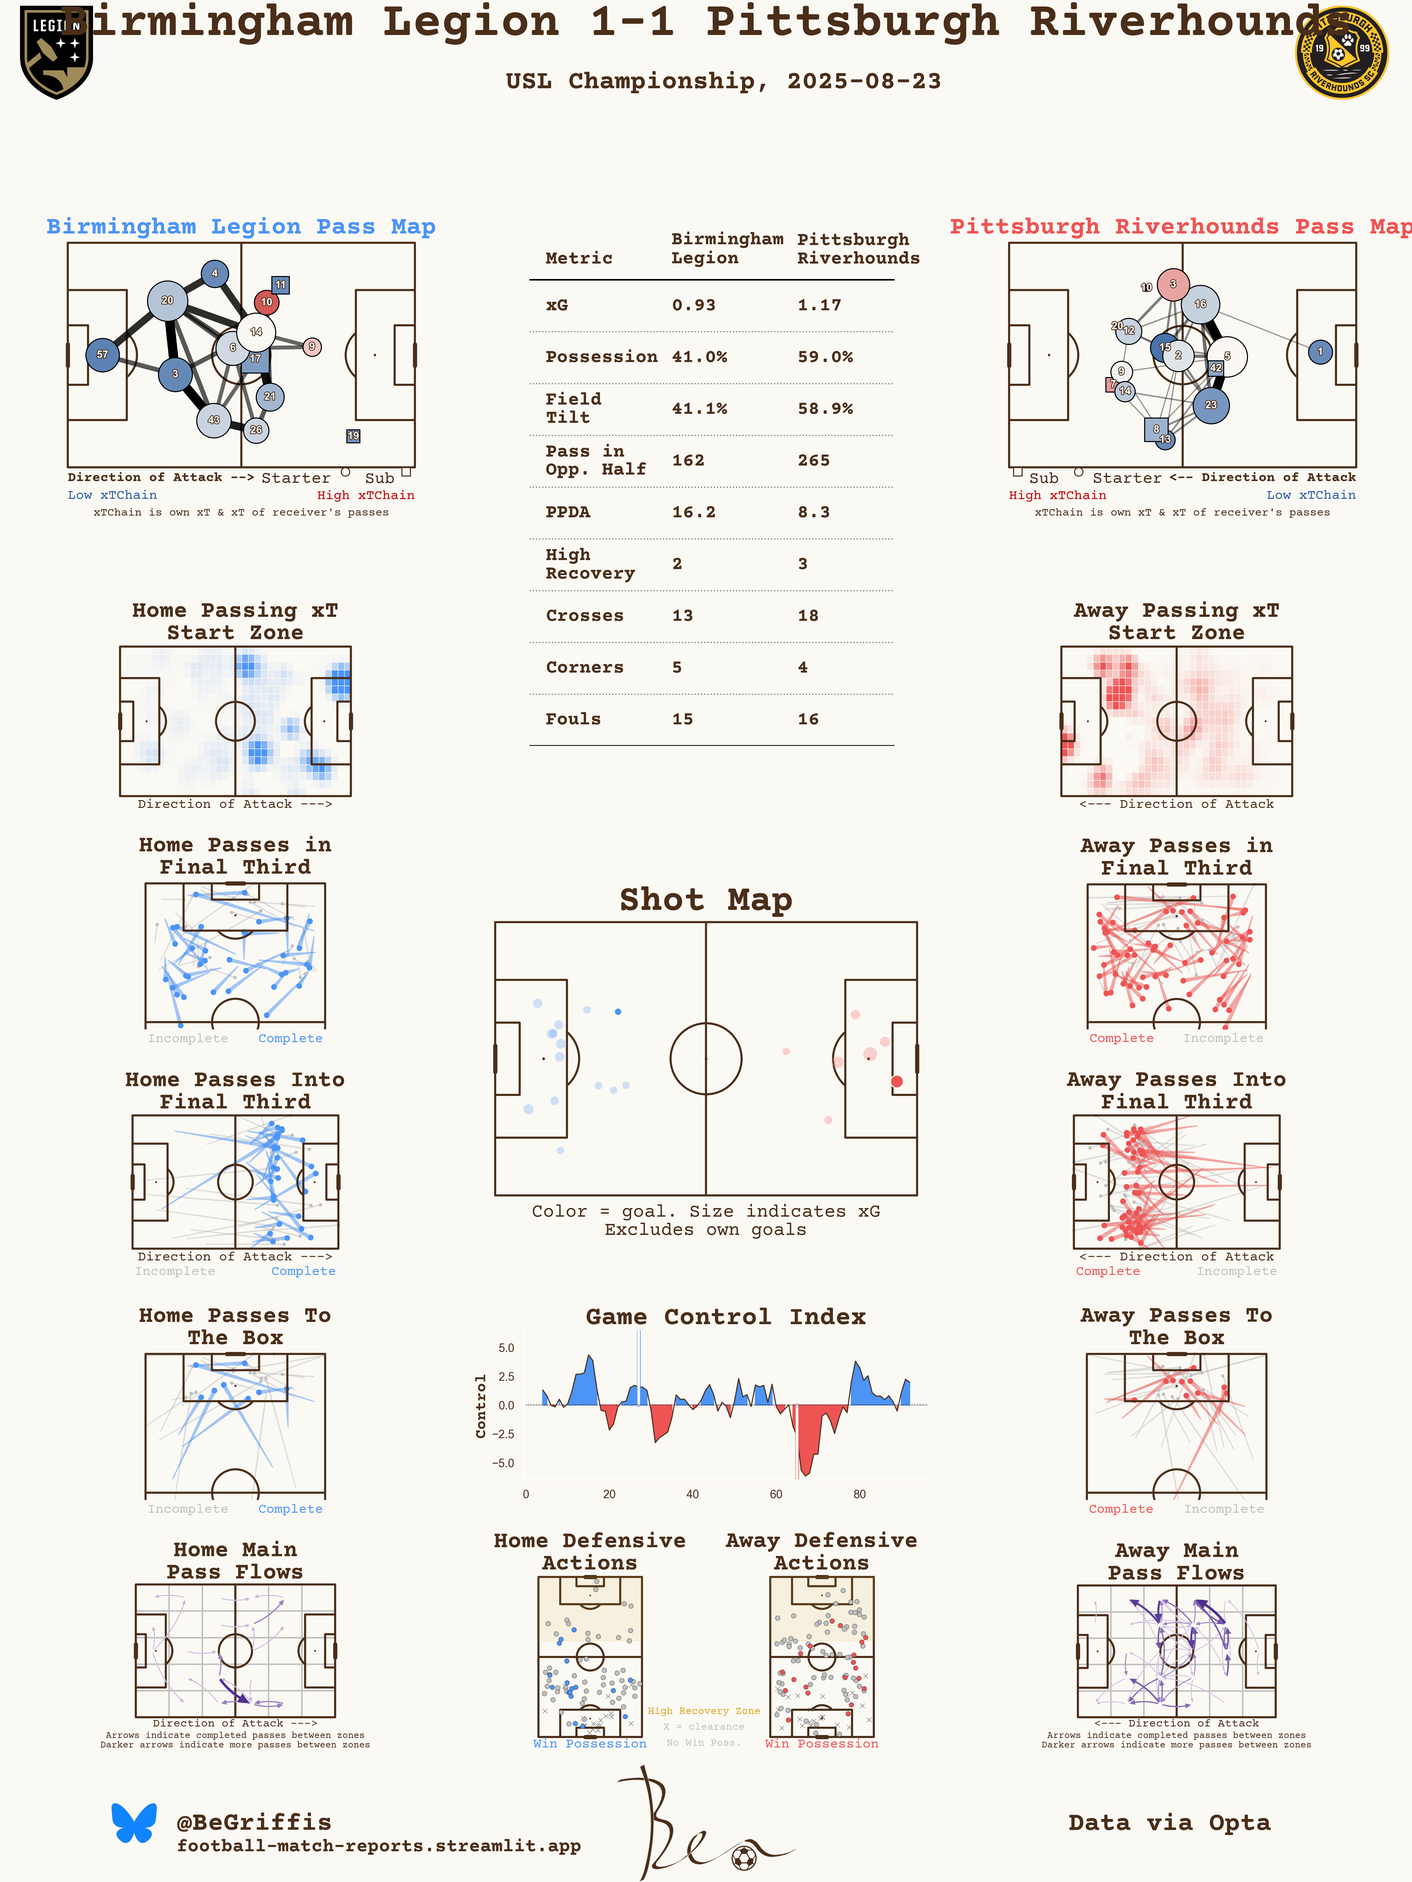 Birmingham Legion 1-1 Pittsburgh Riverhounds
LEGION
PITTSBURGH
19 99
RIVERHOUNDS SC
USL Championship, 2025-08-23
Birmingham Legion Pass Map
4
11
20
10
14
6
9
57
17
3
21
43
26
19
Direction of Attack --> Starter Sub
Low xTChain High xTChain
xTChain is own xT & xT of receiver's passes
Metric Birmingham Legion Pittsburgh Riverhounds
xG 0.93 1.17
Possession 41.0% 59.0%
Field Tilt 41.1% 58.9%
Pass in Opp. Half 162 265
PPDA 16.2 8.3
High Recovery 2 3
Crosses 13 18
Corners 5 4
Fouls 15 16
Pittsburgh Riverhounds Pass Map
3
10
16
20
12
15
2
5
1
9
42
7
14
23
8
13
Sub Starter <-- Direction of Attack
High xTChain Low xTChain
xTChain is own xT & xT of receiver's passes
Home Passing xT
Start Zone
Direction of Attack --->
Away Passing xT
Start Zone
<--- Direction of Attack
Home Passes in
Final Third
Incomplete Complete
Away Passes in
Final Third
Complete Incomplete
Shot Map
Color = goal. Size indicates xG
Excludes own goals
Home Passes Into
Final Third
Direction of Attack --->
Incomplete Complete
Away Passes Into
Final Third
<--- Direction of Attack
Complete Incomplete
Home Passes To
The Box
Incomplete Complete
Game Control Index
Control
5.0
2.5
0.0
−2.5
−5.0
0 20 40 60 80
Away Passes To
The Box
Complete Incomplete
Home Main
Pass Flows
Direction of Attack --->
Arrows indicate completed passes between zones
Darker arrows indicate more passes between zones
Home Defensive
Actions
Win Possession
High Recovery Zone
X = clearance
No Win Poss.
Away Defensive
Actions
Win Possession
Away Main
Pass Flows
<--- Direction of Attack
Arrows indicate completed passes between zones
Darker arrows indicate more passes between zones
@BeGriffis
football-match-reports.streamlit.app
Ben
Data via Opta